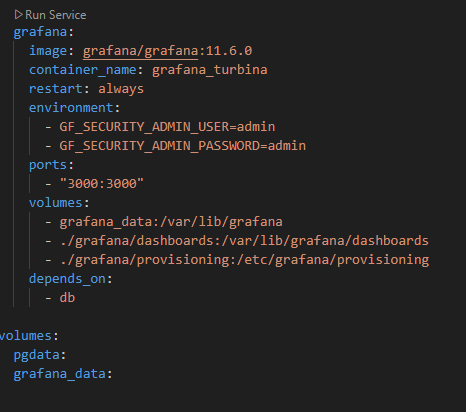 Run Service
grafana:
image: grafana/grafana:11.6.0
container_name: grafana_turbina
restart: always
environment:
- GF_SECURITY_ADMIN_USER=admin
- GF_SECURITY_ADMIN_PASSWORD=admin
ports:
- "3000:3000"
volumes:
- grafana_data:/var/lib/grafana
- ./grafana/dashboards:/var/lib/grafana/dashboards
- ./grafana/provisioning:/etc/grafana/provisioning
depends_on:
- db
volumes:
pgdata:
grafana_data: